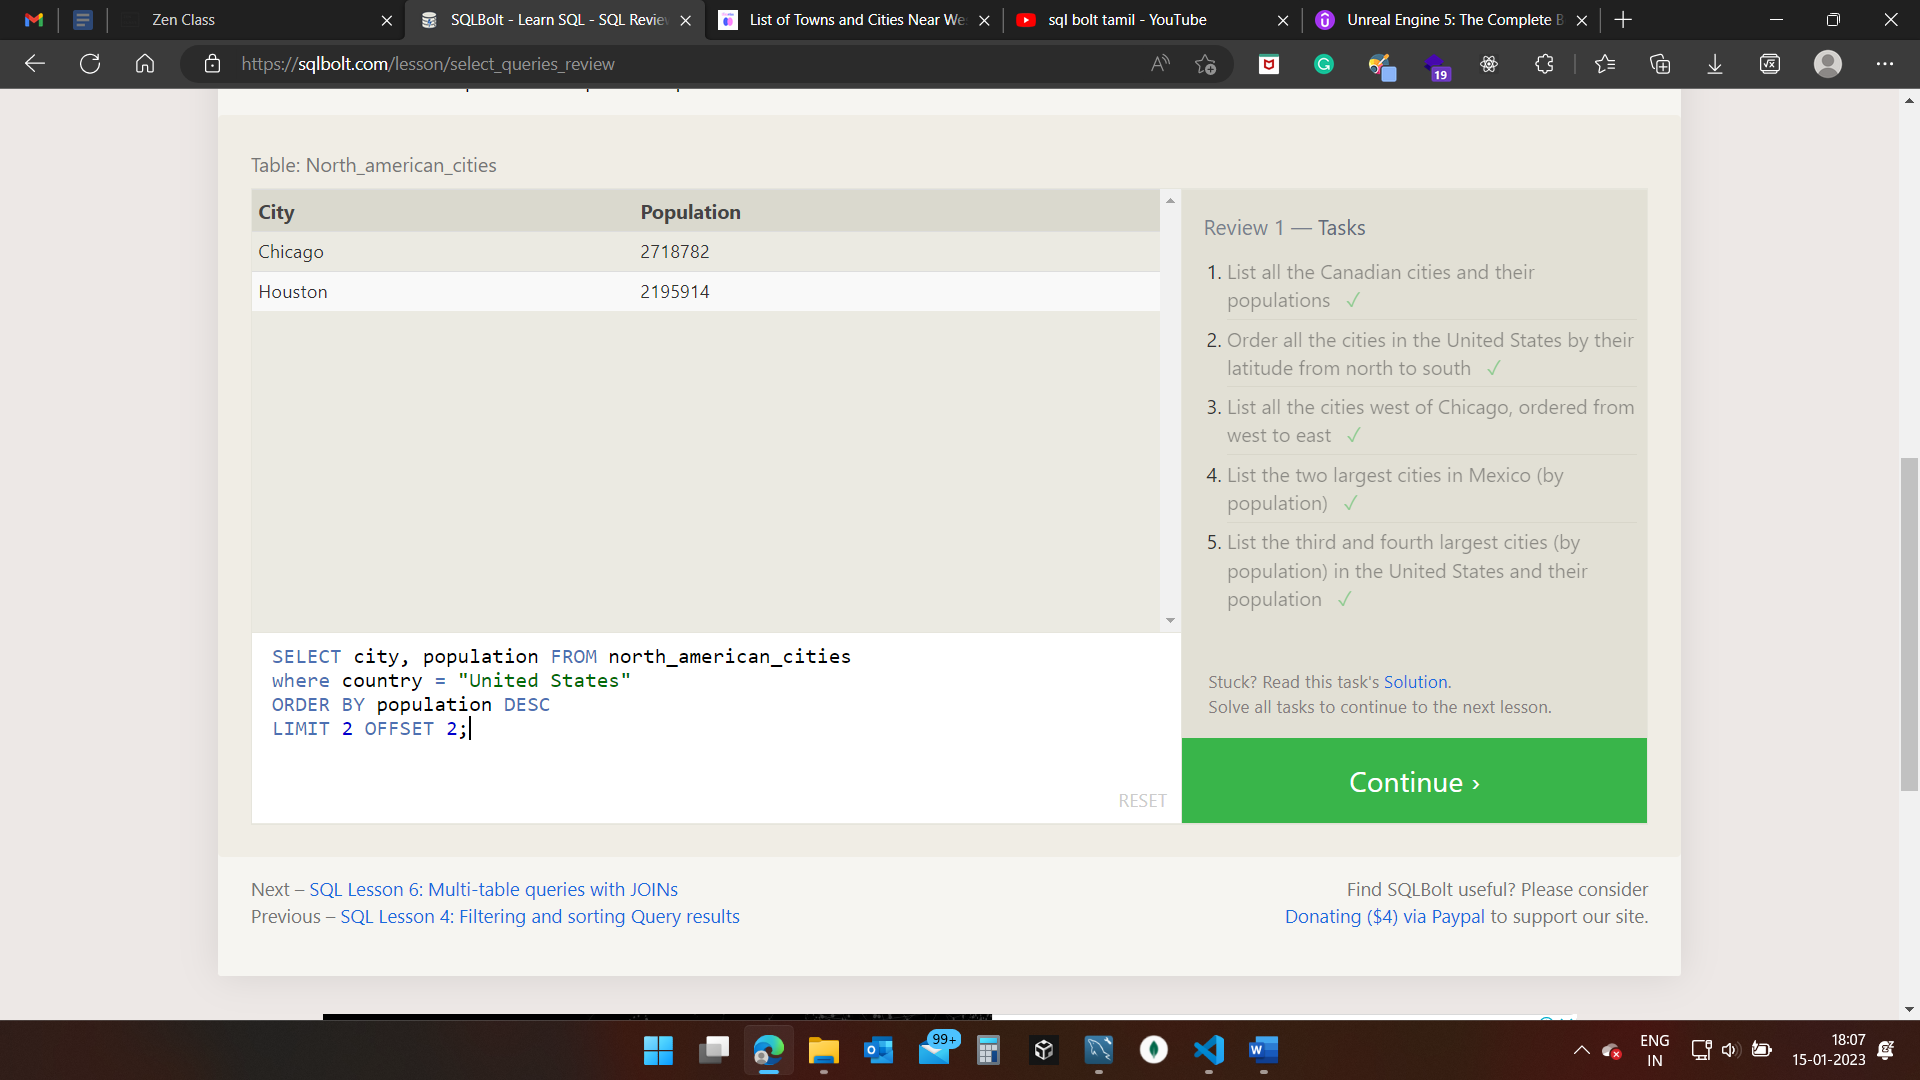 Zen Class
SQLBolt - Learn SQL - SQL Review
List of Towns and Cities Near We
sql bolt tamil - YouTube
Unreal Engine 5: The Complete B
https://sqlbolt.com/lesson/select_queries_review
19
Table: North_american_cities
City Population
Chicago 2718782
Houston 2195914
Review 1 — Tasks
1. List all the Canadian cities and their
populations ✓
2. Order all the cities in the United States by their
latitude from north to south ✓
3. List all the cities west of Chicago, ordered from
west to east ✓
4. List the two largest cities in Mexico (by
population) ✓
5. List the third and fourth largest cities (by
population) in the United States and their
population ✓
SELECT city, population FROM north_american_cities
where country = "United States"
ORDER BY population DESC
LIMIT 2 OFFSET 2;
RESET
Stuck? Read this task's Solution.
Solve all tasks to continue to the next lesson.
Continue ›
Next – SQL Lesson 6: Multi-table queries with JOINs
Previous – SQL Lesson 4: Filtering and sorting Query results
Find SQLBolt useful? Please consider
Donating ($4) via Paypal to support our site.
99+
ENG
IN
18:07
15-01-2023